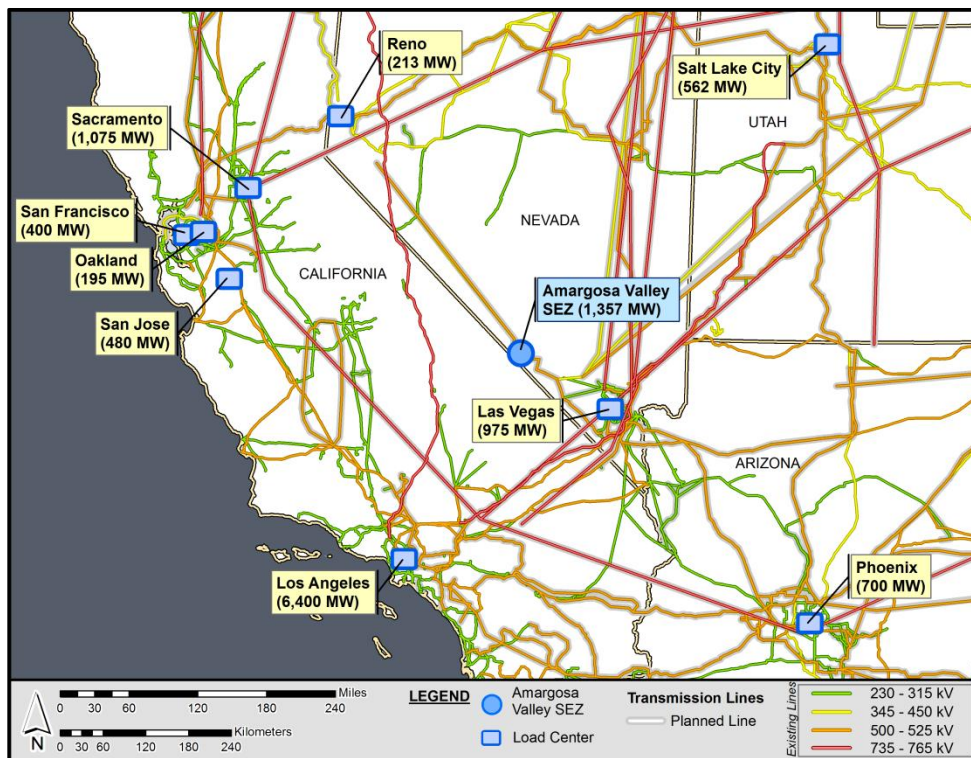 Reno
(213 MW)
Salt Lake City
(562 MW)
Sacramento
(1,075 MW)
UTAH
San Francisco
(400 MW)
NEVADA
Oakland
(195 MW)
CALIFORNIA
Amargosa Valley
SEZ (1,357 MW)
San Jose
(480 MW)
Las Vegas
(975 MW)
ARIZONA
Los Angeles
(6,400 MW)
Phoenix
(700 MW)
N
0 30 60 120 180 240 Miles
0 30 60 120 180 240 Kilometers
LEGEND
Amargosa
Valley SEZ
Load Center
Transmission Lines
Planned Line
Existing Lines
230 - 315 kV
345 - 450 kV
500 - 525 kV
735 - 765 kV